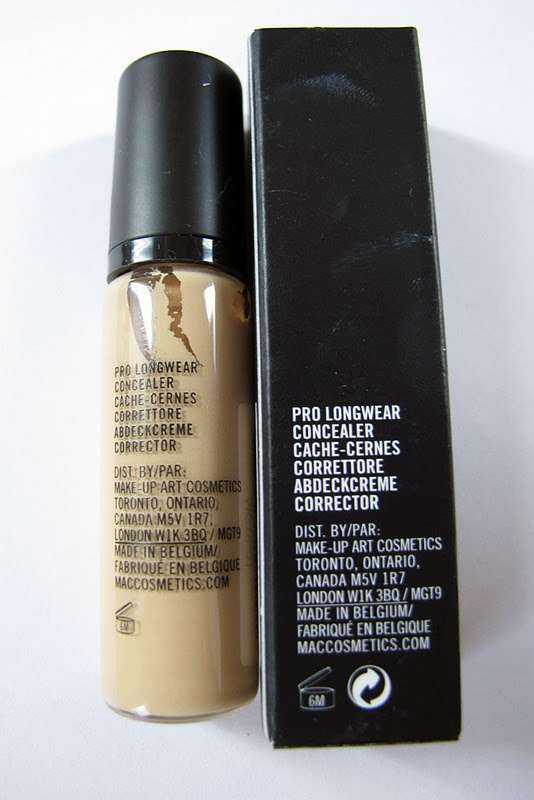 PRO LONGWEAR
CONCEALER
CACHE-CERNES
CORRETTORE
ABDECKCREME
CORRECTOR
DIST. BY/PAR:
MAKE-UP ART COSMETICS
TORONTO, ONTARIO,
CANADA M5V 1R7,
LONDON W1K 3BQ / MGT9
MADE IN BELGIUM/
FABRIQUÉ EN BELGIQUE
MACCOSMETICS.COM
6M
PRO LONGWEAR
CONCEALER
CACHE-CERNES
CORRETTORE
ABDECKCREME
CORRECTOR
DIST. BY/PAR:
MAKE-UP ART COSMETICS
TORONTO, ONTARIO,
CANADA M5V 1R7
LONDON W1K 3BQ / MGT9
MADE IN BELGIUM/
FABRIQUÉ EN BELGIQUE
MACCOSMETICS.COM
6M